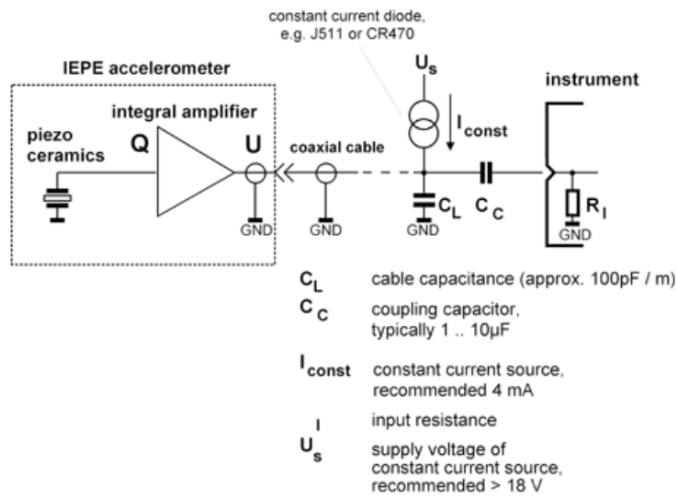 constant current diode,
e.g. J511 or CR470
IEPE accelerometer
Us
instrument
integral amplifier
piezo
ceramics
Q
U
coaxial cable
Iconst
CL
CC
RI
GND
GND
GND
GND
CL cable capacitance (approx. 100pF / m)
CC coupling capacitor,
typically 1 .. 10µF
Iconst constant current source,
recommended 4 mA
I input resistance
Us supply voltage of
constant current source,
recommended > 18 V